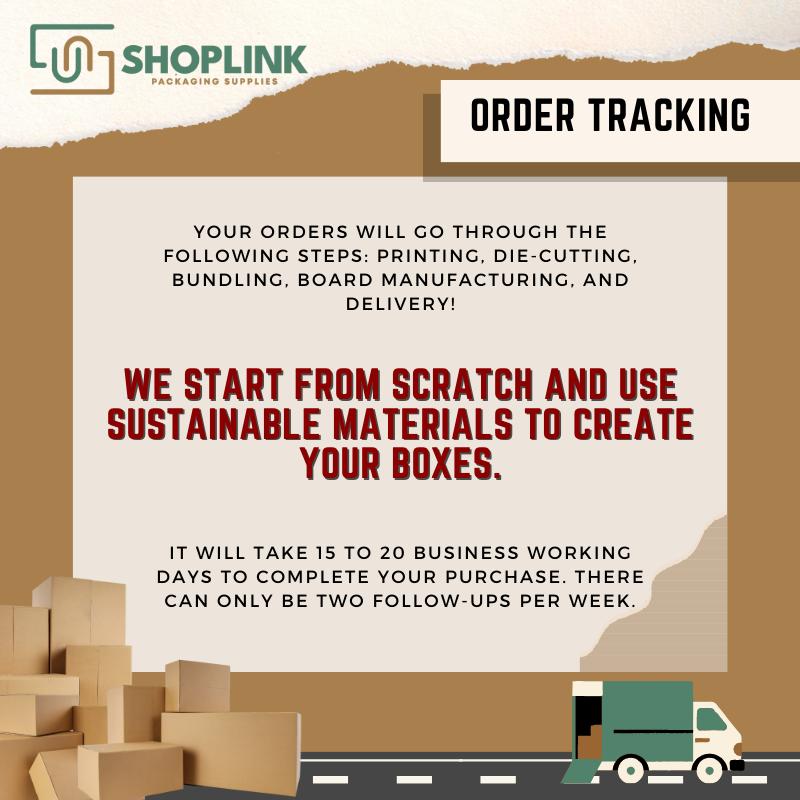 SHOPLINK
PACKAGING SUPPLIES
ORDER TRACKING
YOUR ORDERS WILL GO THROUGH THE
FOLLOWING STEPS: PRINTING, DIE-CUTTING,
BUNDLING, BOARD MANUFACTURING, AND
DELIVERY!
WE START FROM SCRATCH AND USE
SUSTAINABLE MATERIALS TO CREATE
YOUR BOXES.
IT WILL TAKE 15 TO 20 BUSINESS WORKING
DAYS TO COMPLETE YOUR PURCHASE. THERE
CAN ONLY BE TWO FOLLOW-UPS PER WEEK.